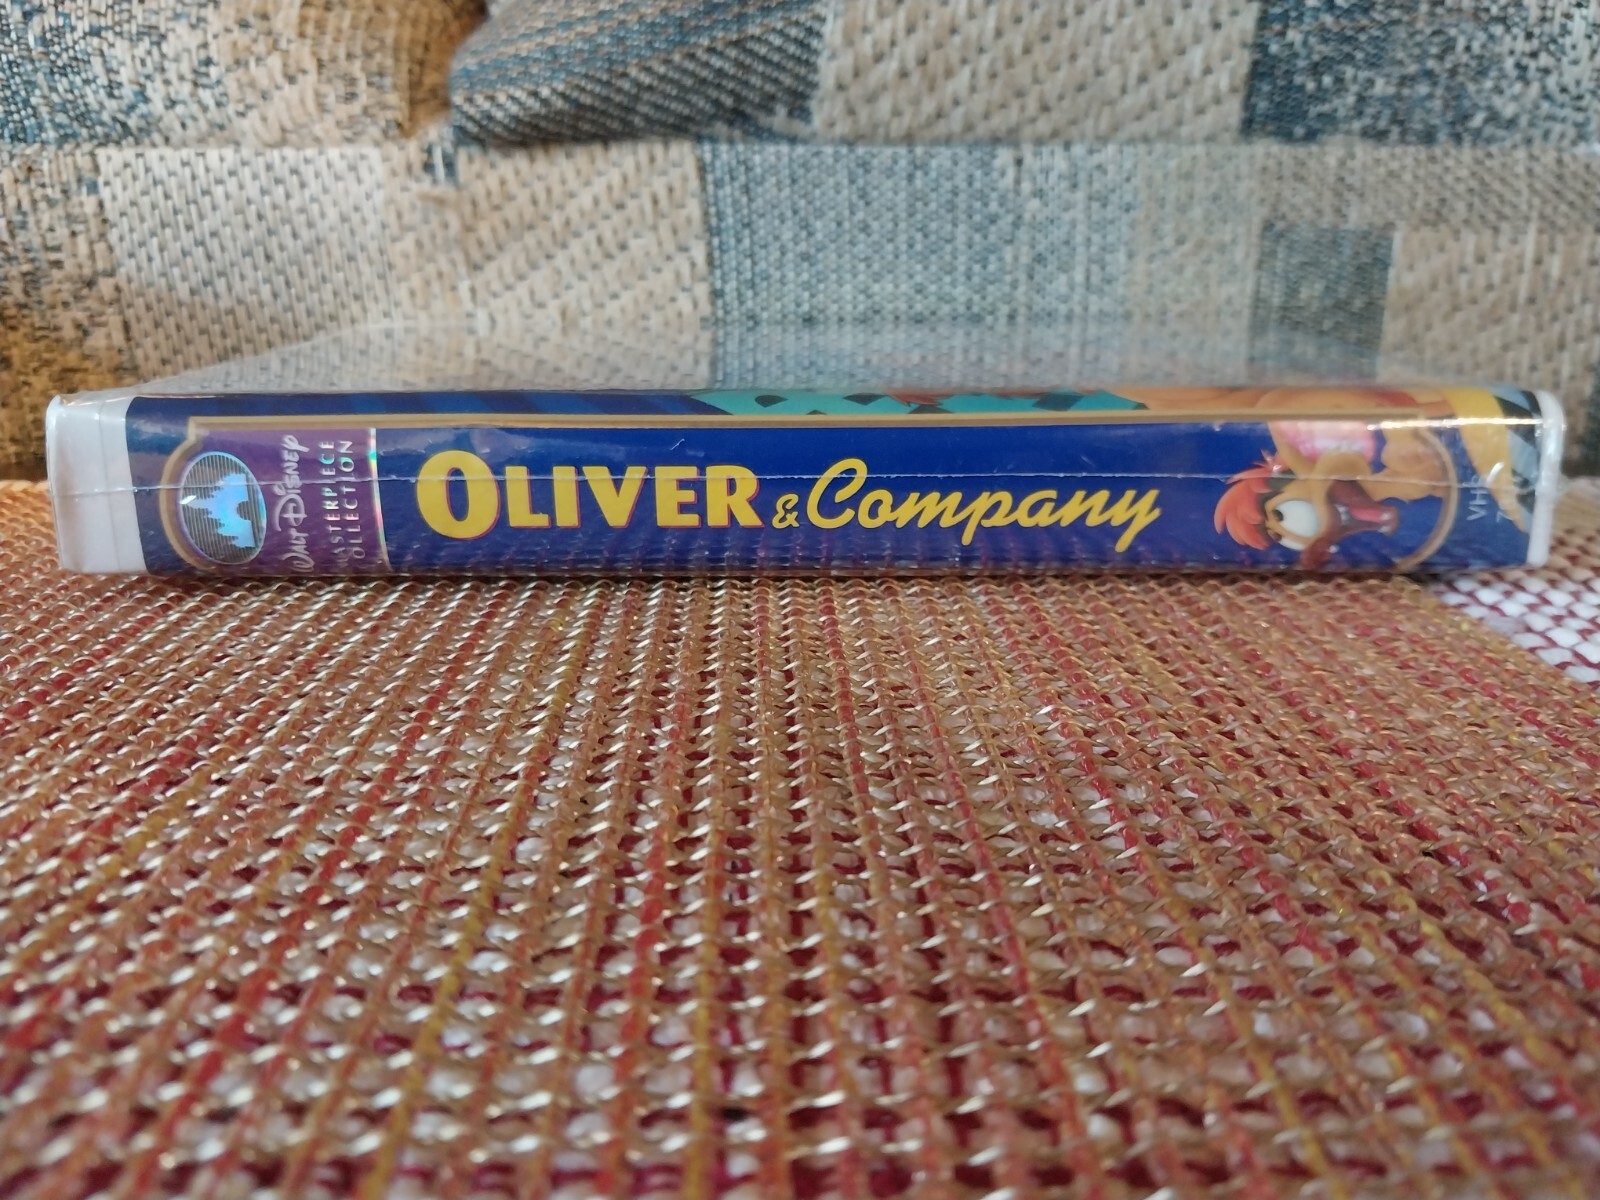 WALT DISNEY
MASTERPIECE
COLLECTION
OLIVER & Company
VHS